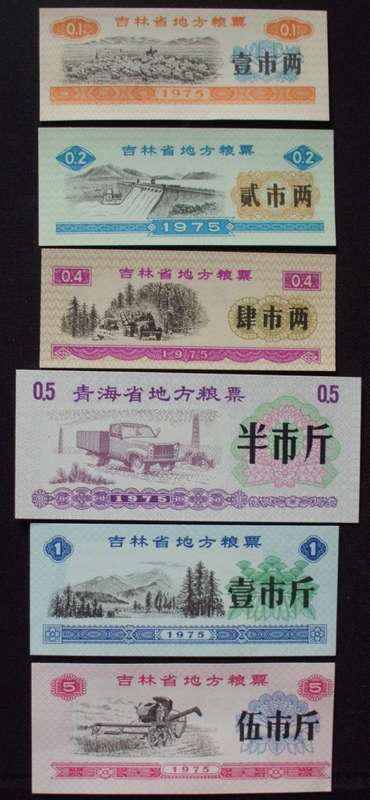 0.1 吉林省地方粮票 0.1
壹市两
1975
0.2 吉林省地方粮票 0.2
贰市两
1975
0.4 吉林省地方粮票 0.4
肆市两
1975
0.5 青海省地方粮票 0.5
半市斤
1975
1 吉林省地方粮票 1
壹市斤
1975
5 吉林省地方粮票 5
伍市斤
1975